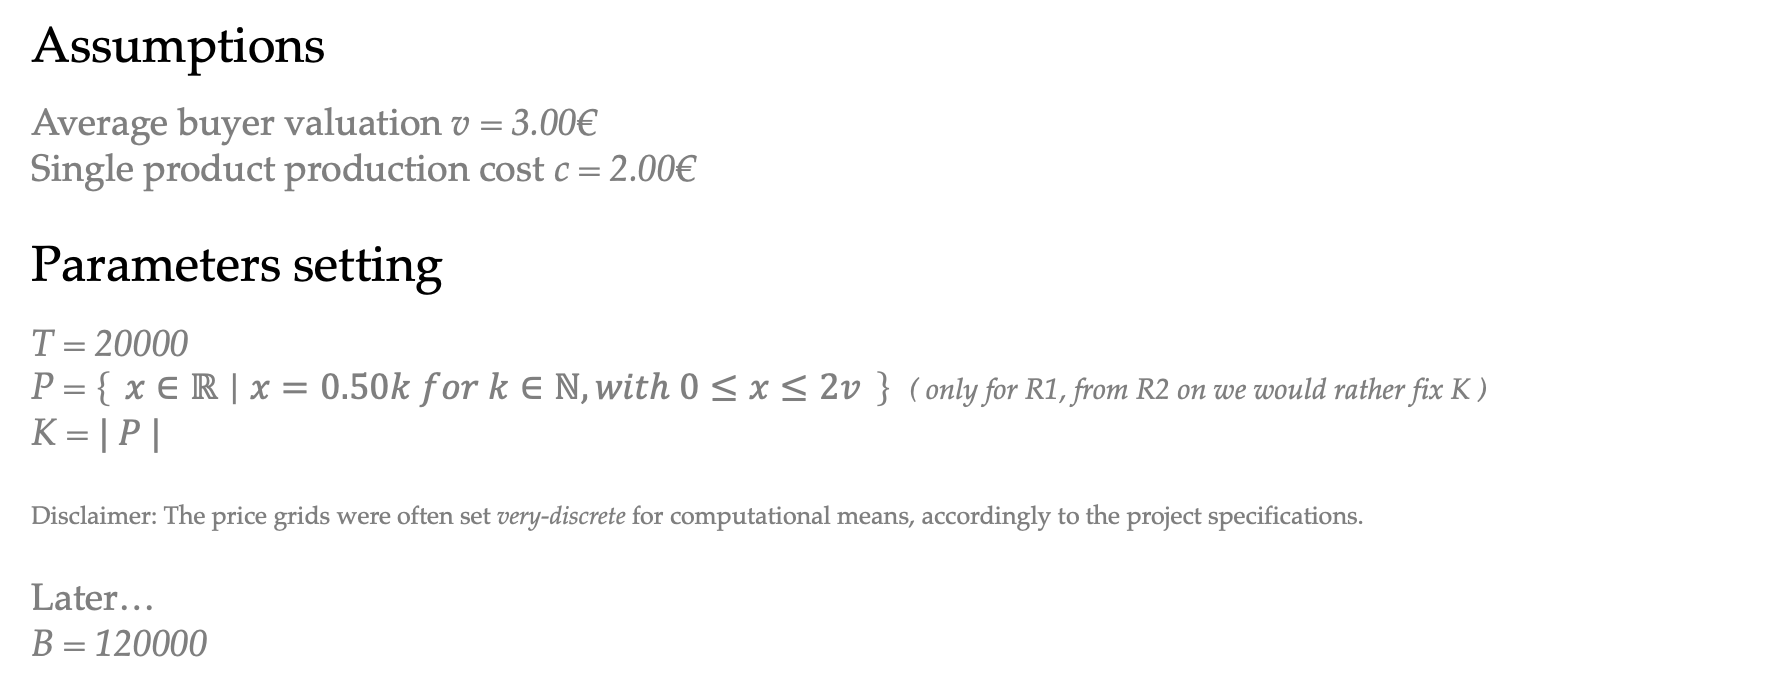 Assumptions
Average buyer valuation v = 3.00€
Single product production cost c = 2.00€
Parameters setting
T = 20000
P = { x ∈ ℝ | x = 0.50k for k ∈ ℕ, with 0 ≤ x ≤ 2v } ( only for R1, from R2 on we would rather fix K )
K = | P |
Disclaimer: The price grids were often set very-discrete for computational means, accordingly to the project specifications.
Later…
B = 120000